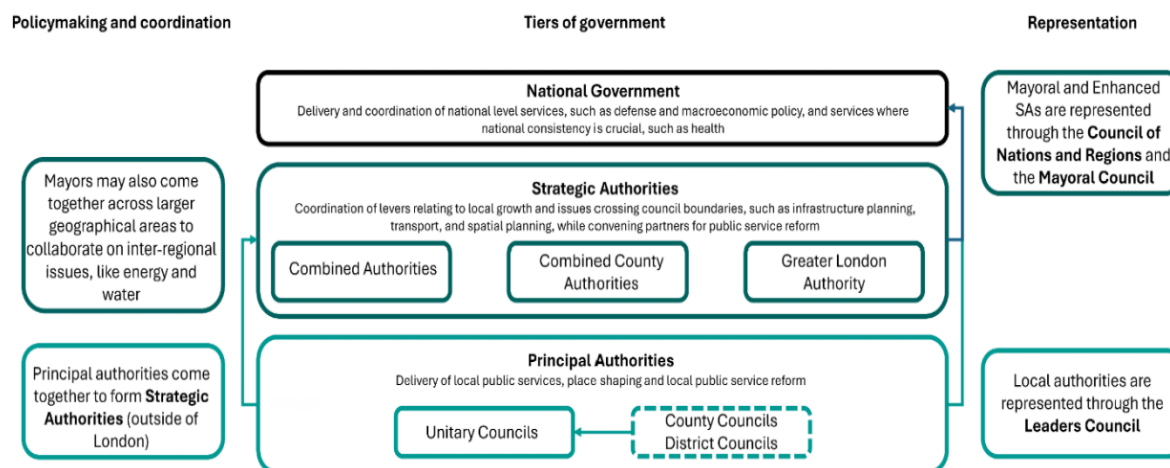 Policymaking and coordination
Tiers of government
Representation
National Government
Delivery and coordination of national level services, such as defense and macroeconomic policy, and services where
national consistency is crucial, such as health
Mayoral and Enhanced
SAs are represented
through the Council of
Nations and Regions and
the Mayoral Council
Mayors may also come
together across larger
geographical areas to
collaborate on inter-regional
issues, like energy and
water
Strategic Authorities
Coordination of levers relating to local growth and issues crossing council boundaries, such as infrastructure planning,
transport, and spatial planning, while convening partners for public service reform
Combined Authorities
Combined County
Authorities
Greater London
Authority
Principal authorities come
together to form Strategic
Authorities (outside of
London)
Principal Authorities
Delivery of local public services, place shaping and local public service reform
Unitary Councils
County Councils
District Councils
Local authorities are
represented through the
Leaders Council